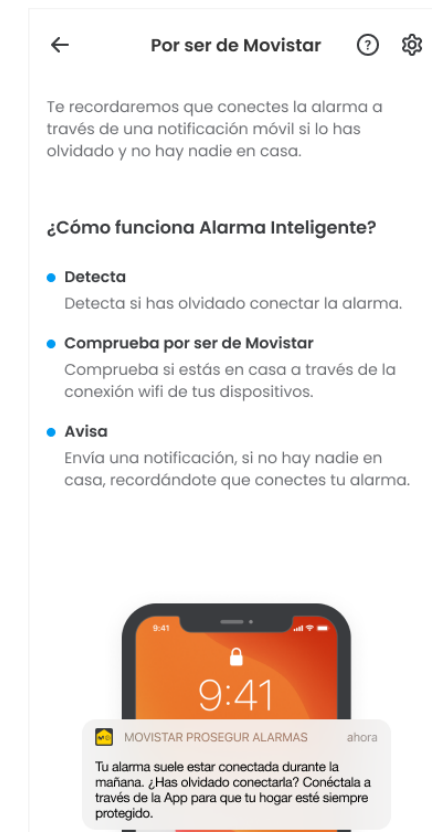 Por ser de Movistar
Te recordaremos que conectes la alarma a
través de una notificación móvil si lo has
olvidado y no hay nadie en casa.
¿Cómo funciona Alarma Inteligente?
Detecta
Detecta si has olvidado conectar la alarma.
Comprueba por ser de Movistar
Comprueba si estás en casa a través de la
conexión wifi de tus dispositivos.
Avisa
Envía una notificación, si no hay nadie en
casa, recordándote que conectes tu alarma.
9:41
9:41
MOVISTAR PROSEGUR ALARMAS ahora
Tu alarma suele estar conectada durante la
mañana. ¿Has olvidado conectarla? Conéctala a
través de la App para que tu hogar esté siempre
protegido.